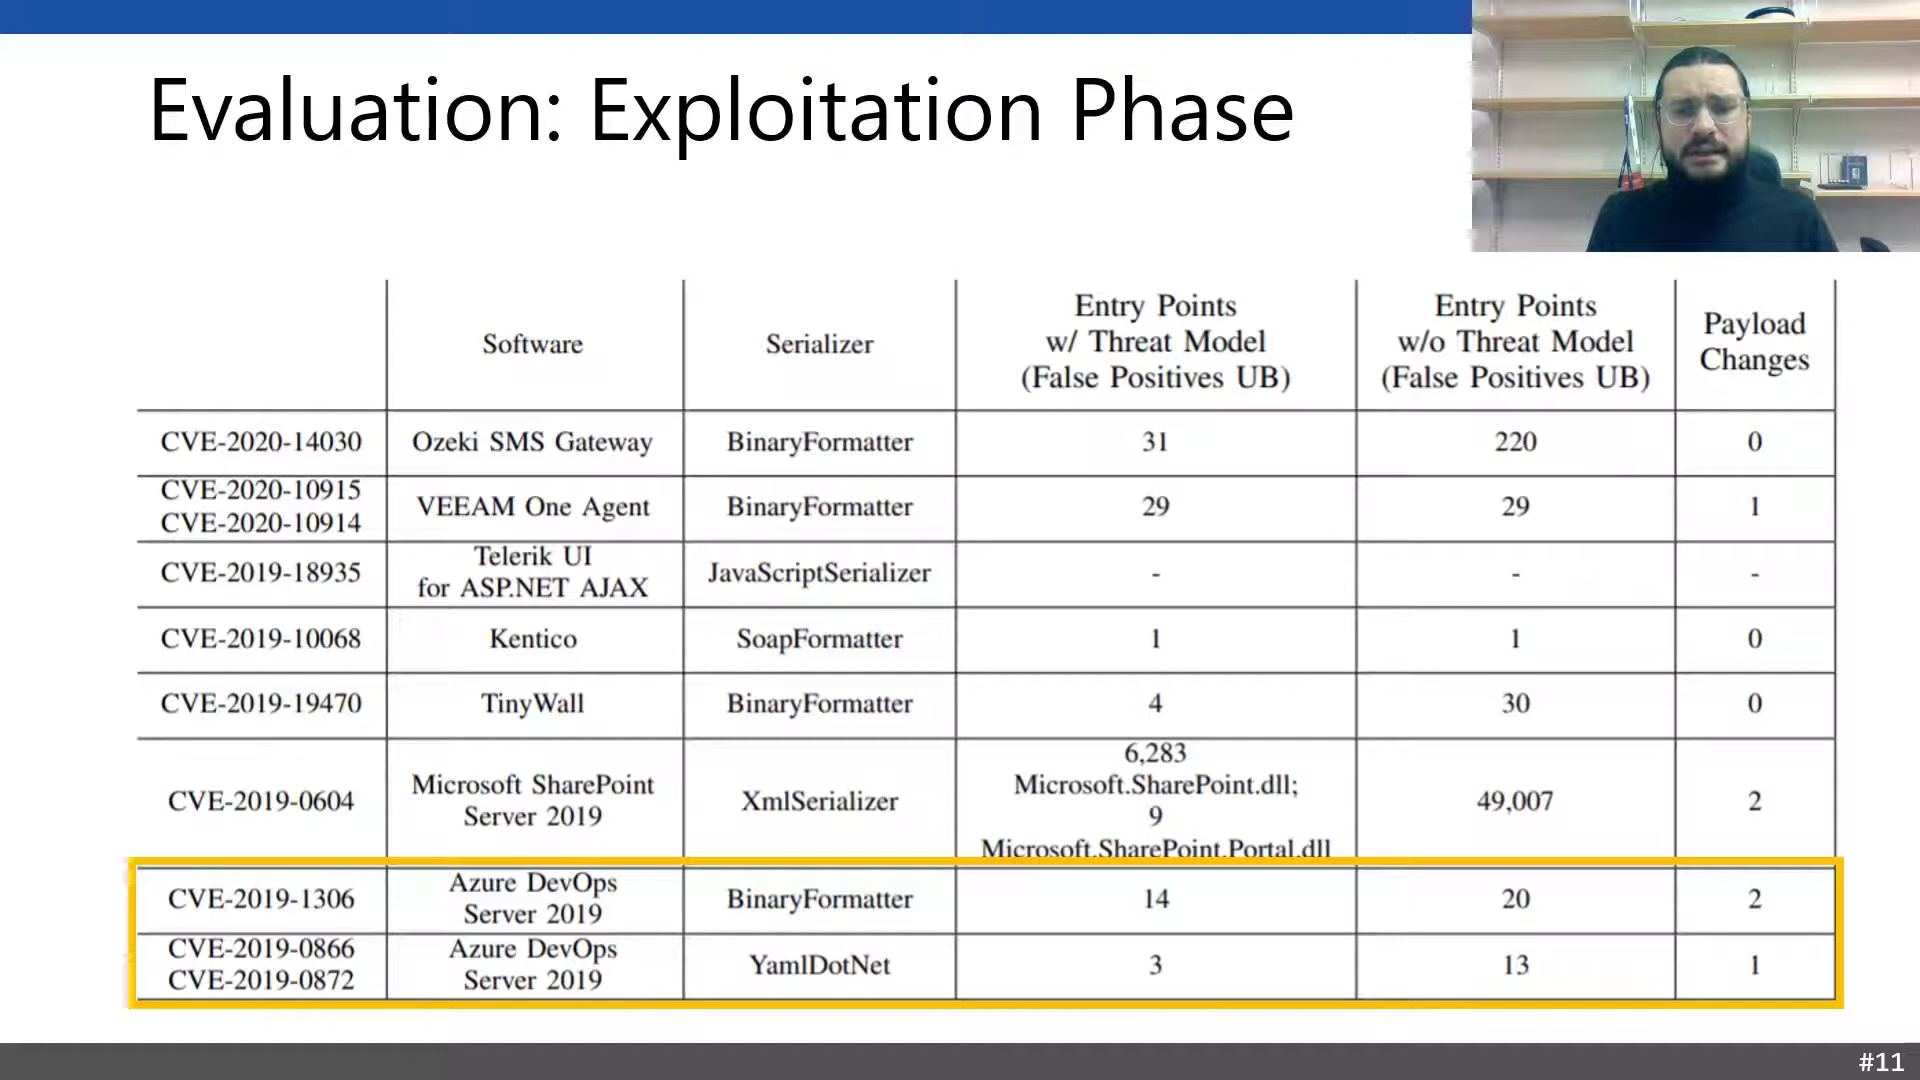 Evaluation: Exploitation Phase
Software
Serializer
Entry Points
w/ Threat Model
(False Positives UB)
Entry Points
w/o Threat Model
(False Positives UB)
Payload
Changes
CVE-2020-14030
Ozeki SMS Gateway
BinaryFormatter
31
220
0
CVE-2020-10915
CVE-2020-10914
VEEAM One Agent
BinaryFormatter
29
29
1
CVE-2019-18935
Telerik UI
for ASP.NET AJAX
JavaScriptSerializer
-
-
-
CVE-2019-10068
Kentico
SoapFormatter
1
1
0
CVE-2019-19470
TinyWall
BinaryFormatter
4
30
0
CVE-2019-0604
Microsoft SharePoint
Server 2019
XmlSerializer
6,283
Microsoft.SharePoint.dll;
9
Microsoft.SharePoint.Portal.dll
49,007
2
CVE-2019-1306
Azure DevOps
Server 2019
BinaryFormatter
14
20
2
CVE-2019-0866
CVE-2019-0872
Azure DevOps
Server 2019
YamlDotNet
3
13
1
#11